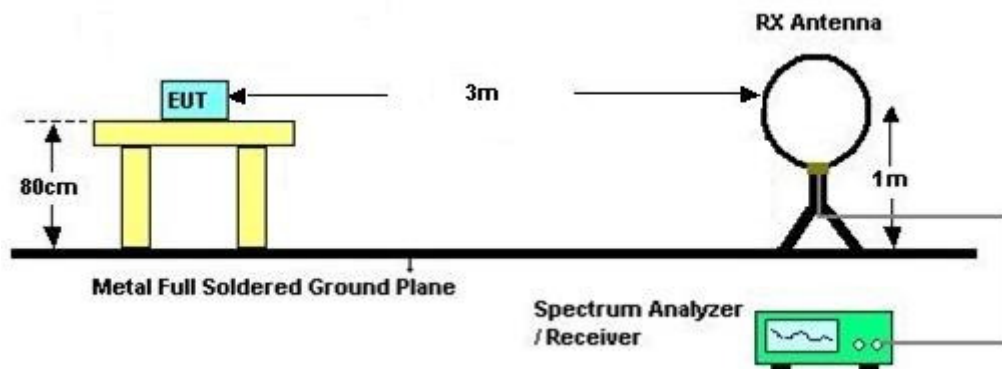 RX Antenna
EUT
3m
80cm
1m
Metal Full Soldered Ground Plane
Spectrum Analyzer
/ Receiver